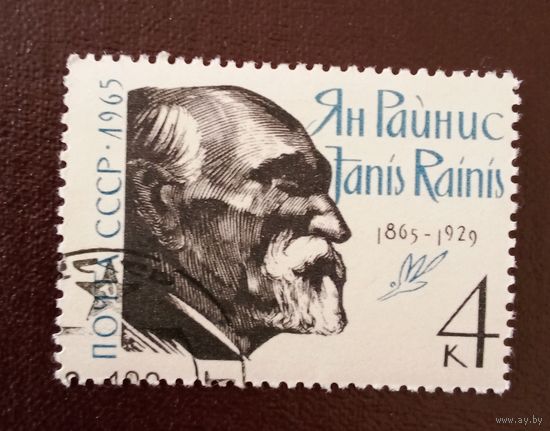 ПОЧТА СССР · 1965
Ян Райнис
Janis Rainis
1865-1929
4
к
www.ay.by